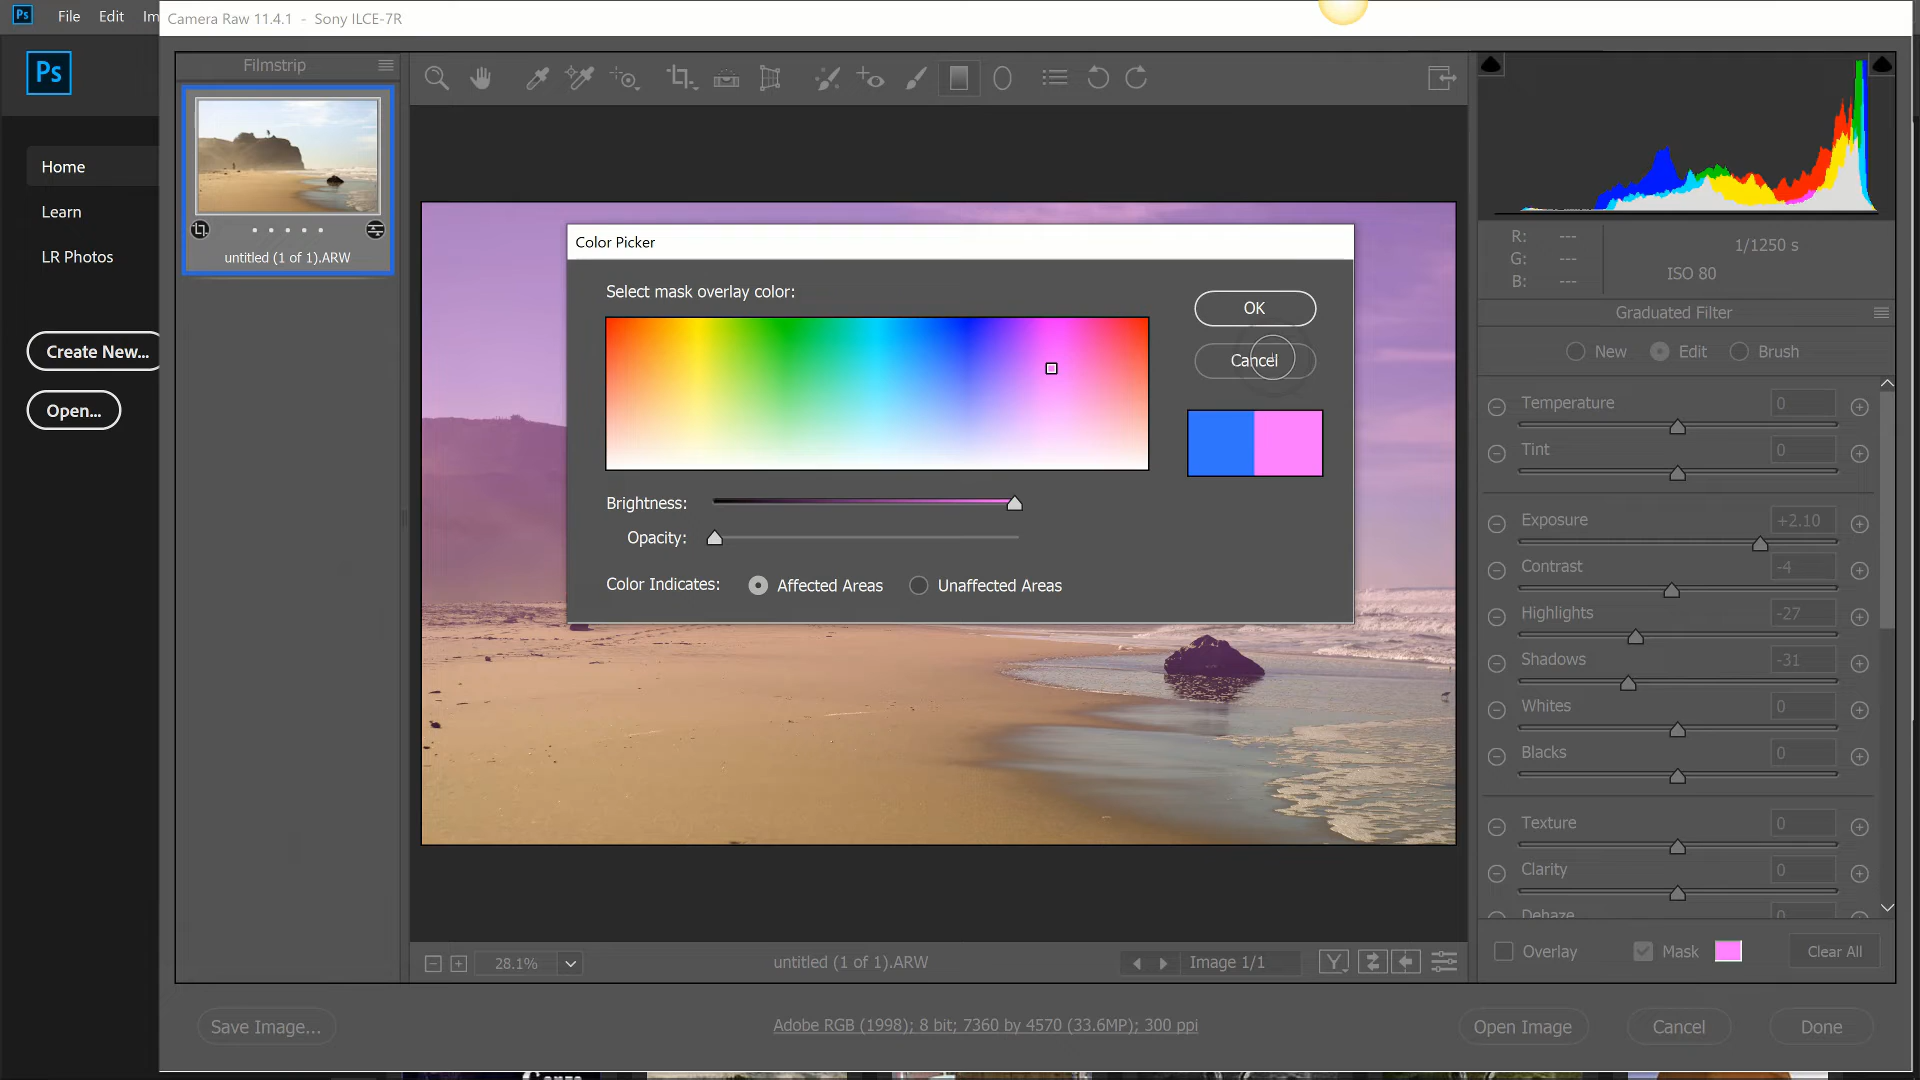 Ps
File
Edit
Im
Camera Raw 11.4.1 - Sony ILCE-7R
Ps
Home
Learn
LR Photos
Create New...
Open...
Filmstrip
untitled (1 of 1).ARW
Color Picker
Select mask overlay color:
OK
Cancel
Brightness:
Opacity:
Color Indicates:
Affected Areas
Unaffected Areas
R: ---
G: ---
B: ---
1/1250 s
ISO 80
Graduated Filter
New
Edit
Brush
Temperature 0
Tint 0
Exposure +2.10
Contrast -4
Highlights -27
Shadows -31
Whites 0
Blacks 0
Texture 0
Clarity 0
Dehaze 0
Overlay
Mask
Clear All
28.1%
untitled (1 of 1).ARW
Image 1/1
Y
Save Image...
Adobe RGB (1998); 8 bit; 7360 by 4570 (33.6MP); 300 ppi
Open Image
Cancel
Done